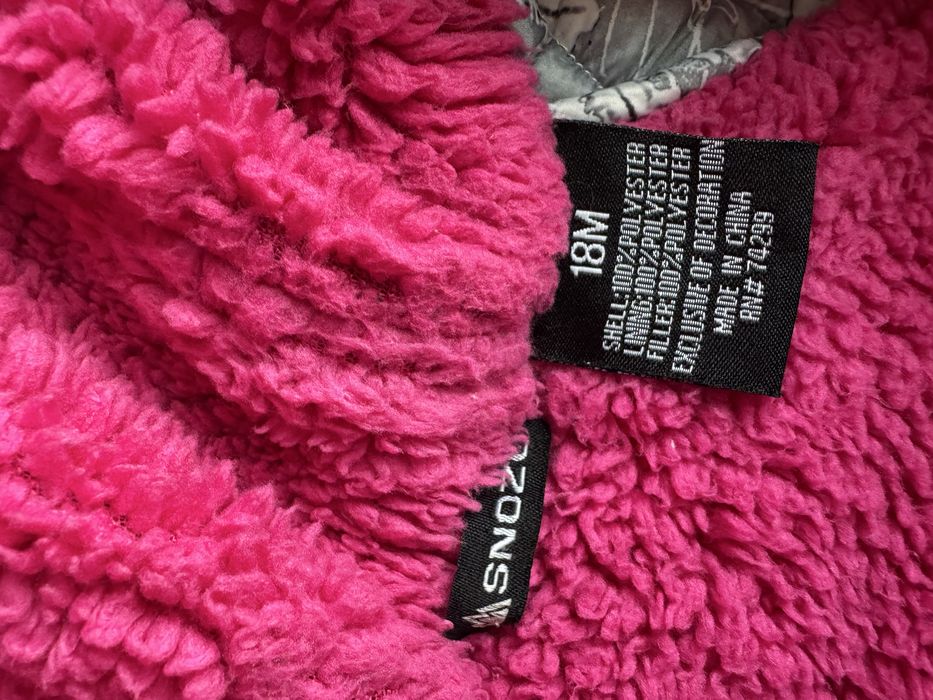 18M
SHELL:100%POLYESTER
LINING:100%POLYESTER
FILLER:100%POLYESTER
EXCLUSIVE OF DECORATION
MADE IN CHINA
RN# 74299
SNOZU